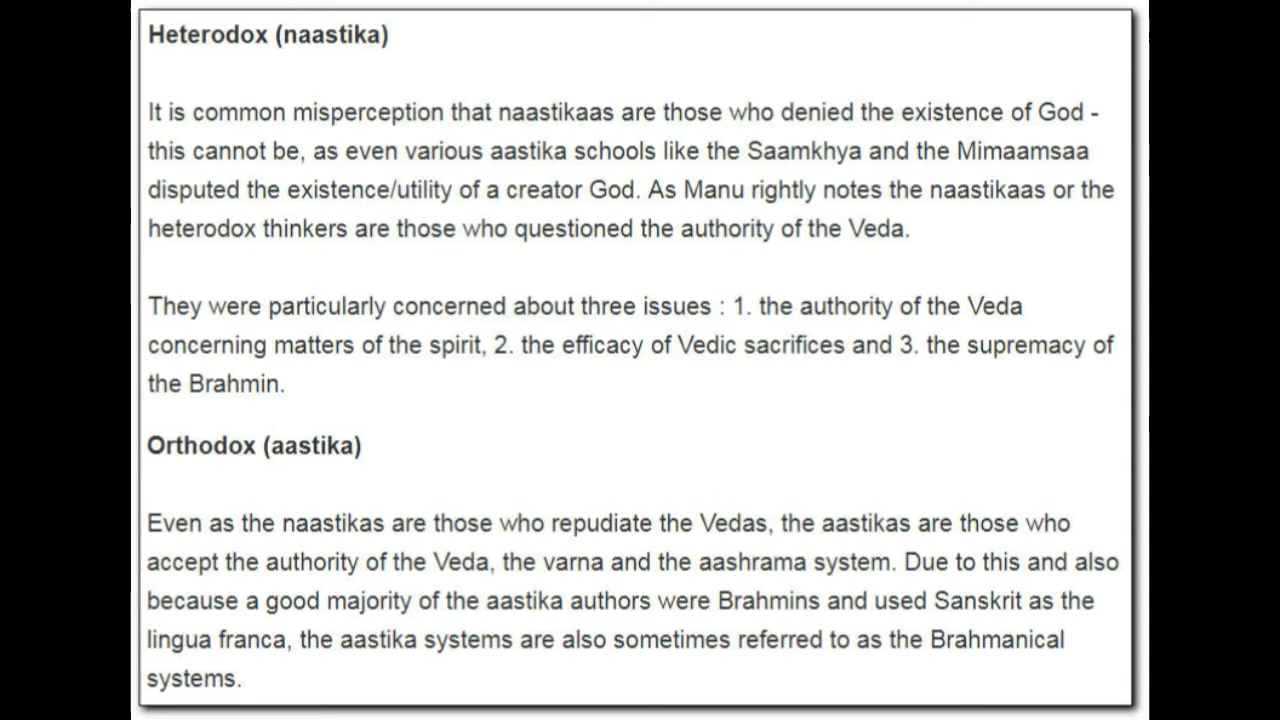 Heterodox (naastika)
It is common misperception that naastikaas are those who denied the existence of God -
this cannot be, as even various aastika schools like the Saamkhya and the Mimaamsaa
disputed the existence/utility of a creator God. As Manu rightly notes the naastikaas or the
heterodox thinkers are those who questioned the authority of the Veda.
They were particularly concerned about three issues : 1. the authority of the Veda
concerning matters of the spirit, 2. the efficacy of Vedic sacrifices and 3. the supremacy of
the Brahmin.
Orthodox (aastika)
Even as the naastikas are those who repudiate the Vedas, the aastikas are those who
accept the authority of the Veda, the varna and the aashrama system. Due to this and also
because a good majority of the aastika authors were Brahmins and used Sanskrit as the
lingua franca, the aastika systems are also sometimes referred to as the Brahmanical
systems.